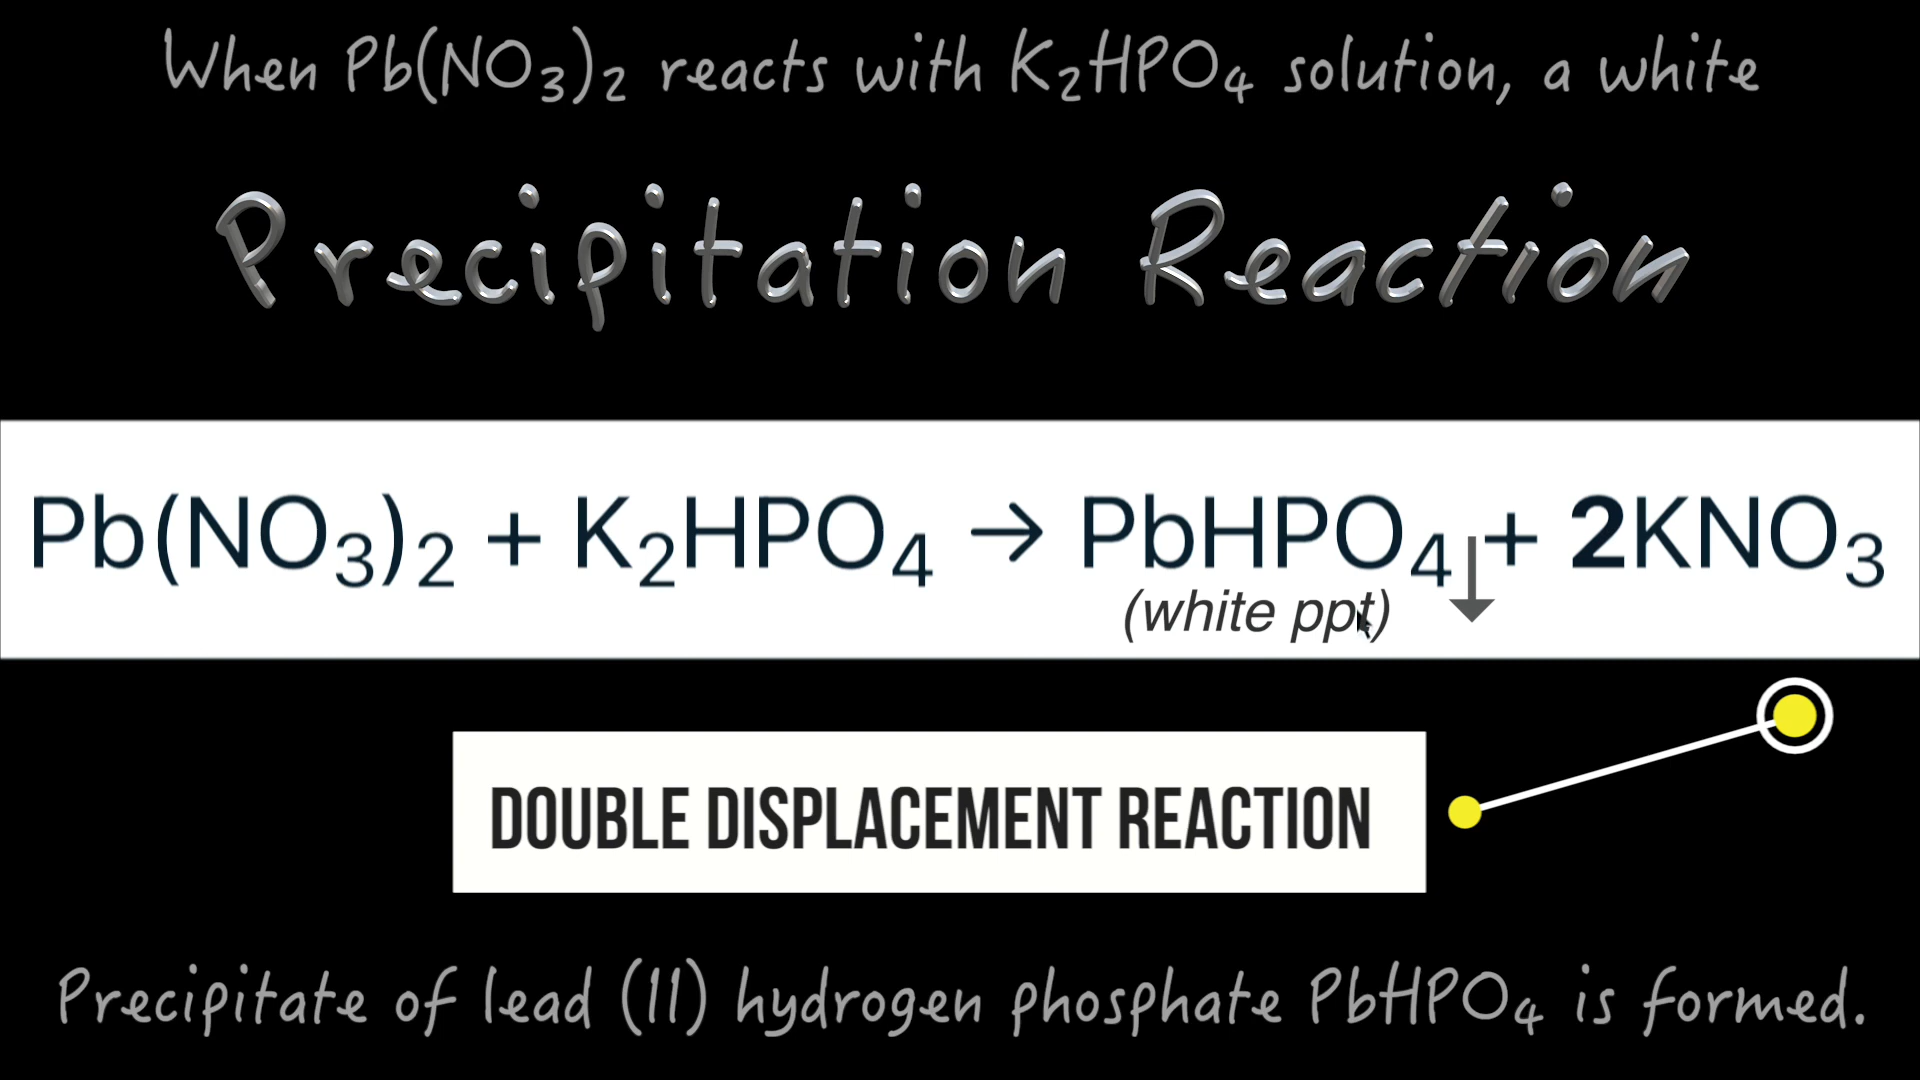 When Pb(NO₃)₂ reacts with K₂HPO₄ solution, a white
Precipitation Reaction
Pb(NO₃)₂ + K₂HPO₄ → PbHPO₄↓ + 2KNO₃
(white ppt)
DOUBLE DISPLACEMENT REACTION
Precipitate of lead (II) hydrogen phosphate PbHPO₄ is formed.